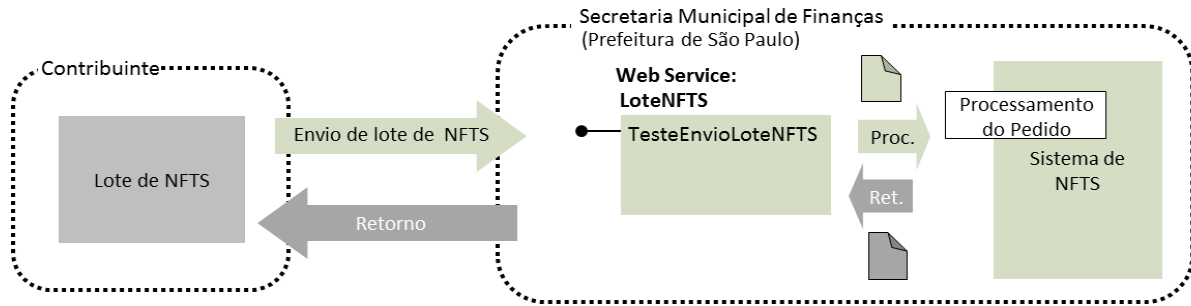 Contribuinte
Lote de NFTS
Envio de lote de NFTS
Retorno
Secretaria Municipal de Finanças
(Prefeitura de São Paulo)
Web Service:
LoteNFTS
TesteEnvioLoteNFTS
Proc.
Ret.
Processamento
do Pedido
Sistema de
NFTS